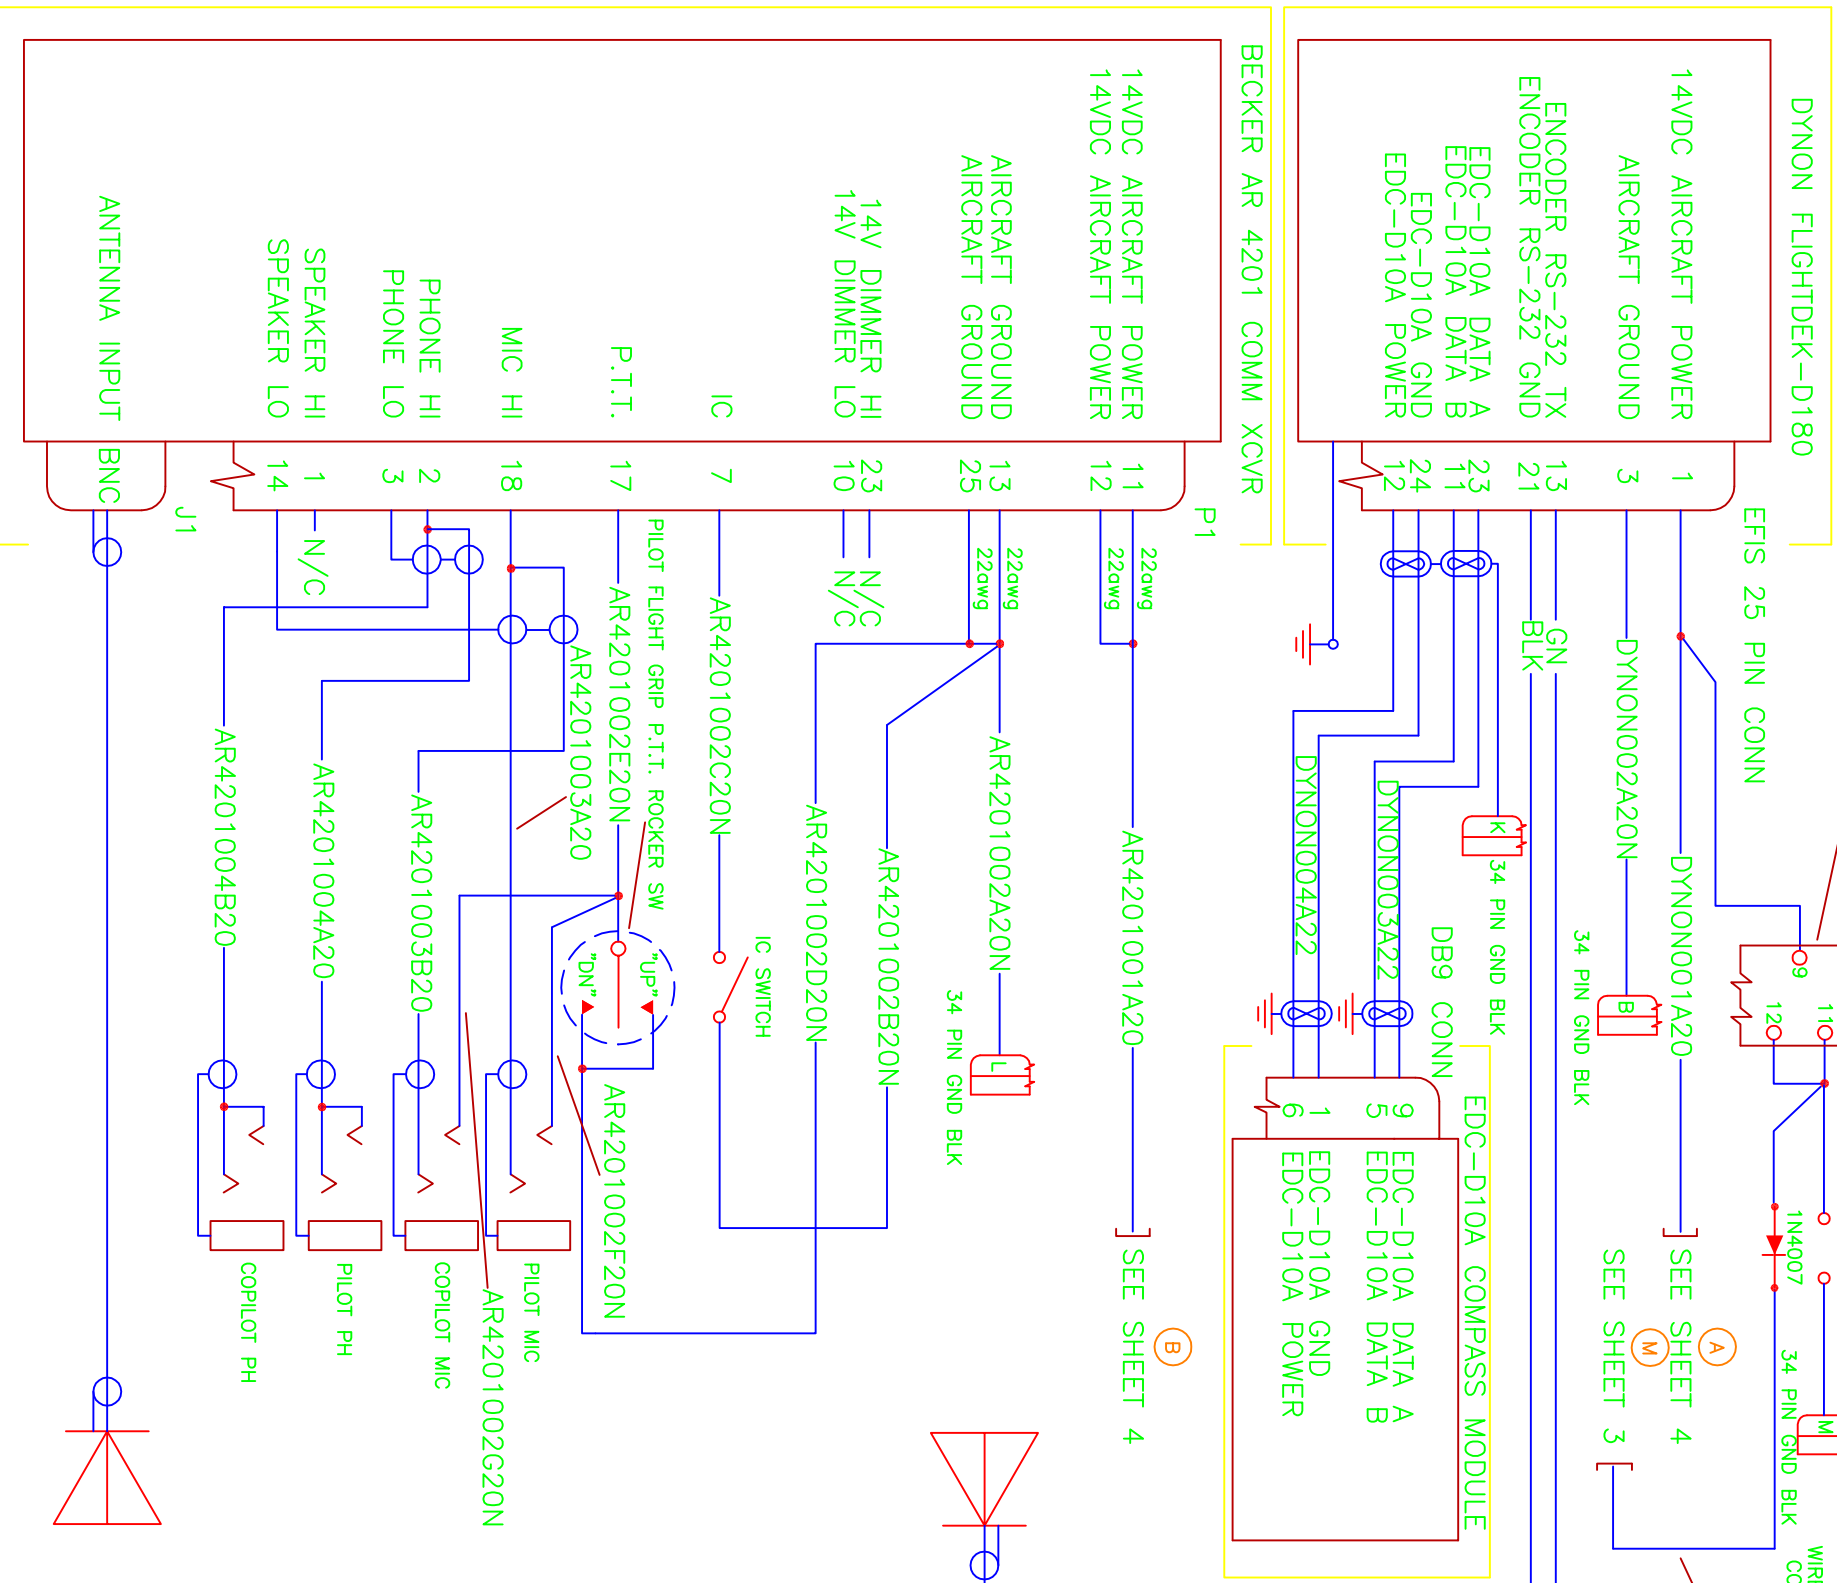 DYNON FLIGHTDEK-D180
14VDC AIRCRAFT POWER
AIRCRAFT GROUND
ENCODER RS-232 TX
ENCODER RS-232 GND
EDC-D10A DATA A
EDC-D10A DATA B
EDC-D10A GND
EDC-D10A POWER
1
3
13
21
23
11
24
12
EFIS 25 PIN CONN
GN
BLK
DYNON002A20N
DYNON001A20
DYNON004A22
DYNON003A22
K
34 PIN GND BLK
B
34 PIN GND BLK
DB9 CONN
9
11
12
1N4007
M
34 PIN GND BLK
SEE SHEET 4
A
SEE SHEET 3
M
EDC-D10A COMPASS MODULE
9
5
1
6
EDC-D10A DATA A
EDC-D10A DATA B
EDC-D10A GND
EDC-D10A POWER
BECKER AR 4201 COMM XCVR
14VDC AIRCRAFT POWER
14VDC AIRCRAFT POWER
AIRCRAFT GROUND
AIRCRAFT GROUND
14V DIMMER HI
14V DIMMER LO
IC
P.T.T.
MIC HI
PHONE HI
PHONE LO
SPEAKER HI
SPEAKER LO
ANTENNA INPUT
BNC
11
12
13
25
23
10
7
17
18
2
3
1
14
P1
J1
22awg
22awg
22awg
22awg
N/C
N/C
N/C
AR4201001A20
AR4201002A20N
AR4201002B20N
AR4201002D20N
AR4201002C20N
PILOT FLIGHT GRIP P.T.T. ROCKER SW
AR4201002E20N
AR4201003A20
AR4201003B20
AR4201004A20
AR4201004B20
"UP"
"DN"
IC SWITCH
L
34 PIN GND BLK
AR4201002F20N
AR4201002G20N
PILOT MIC
COPILOT MIC
PILOT PH
COPILOT PH
SEE SHEET 4
B